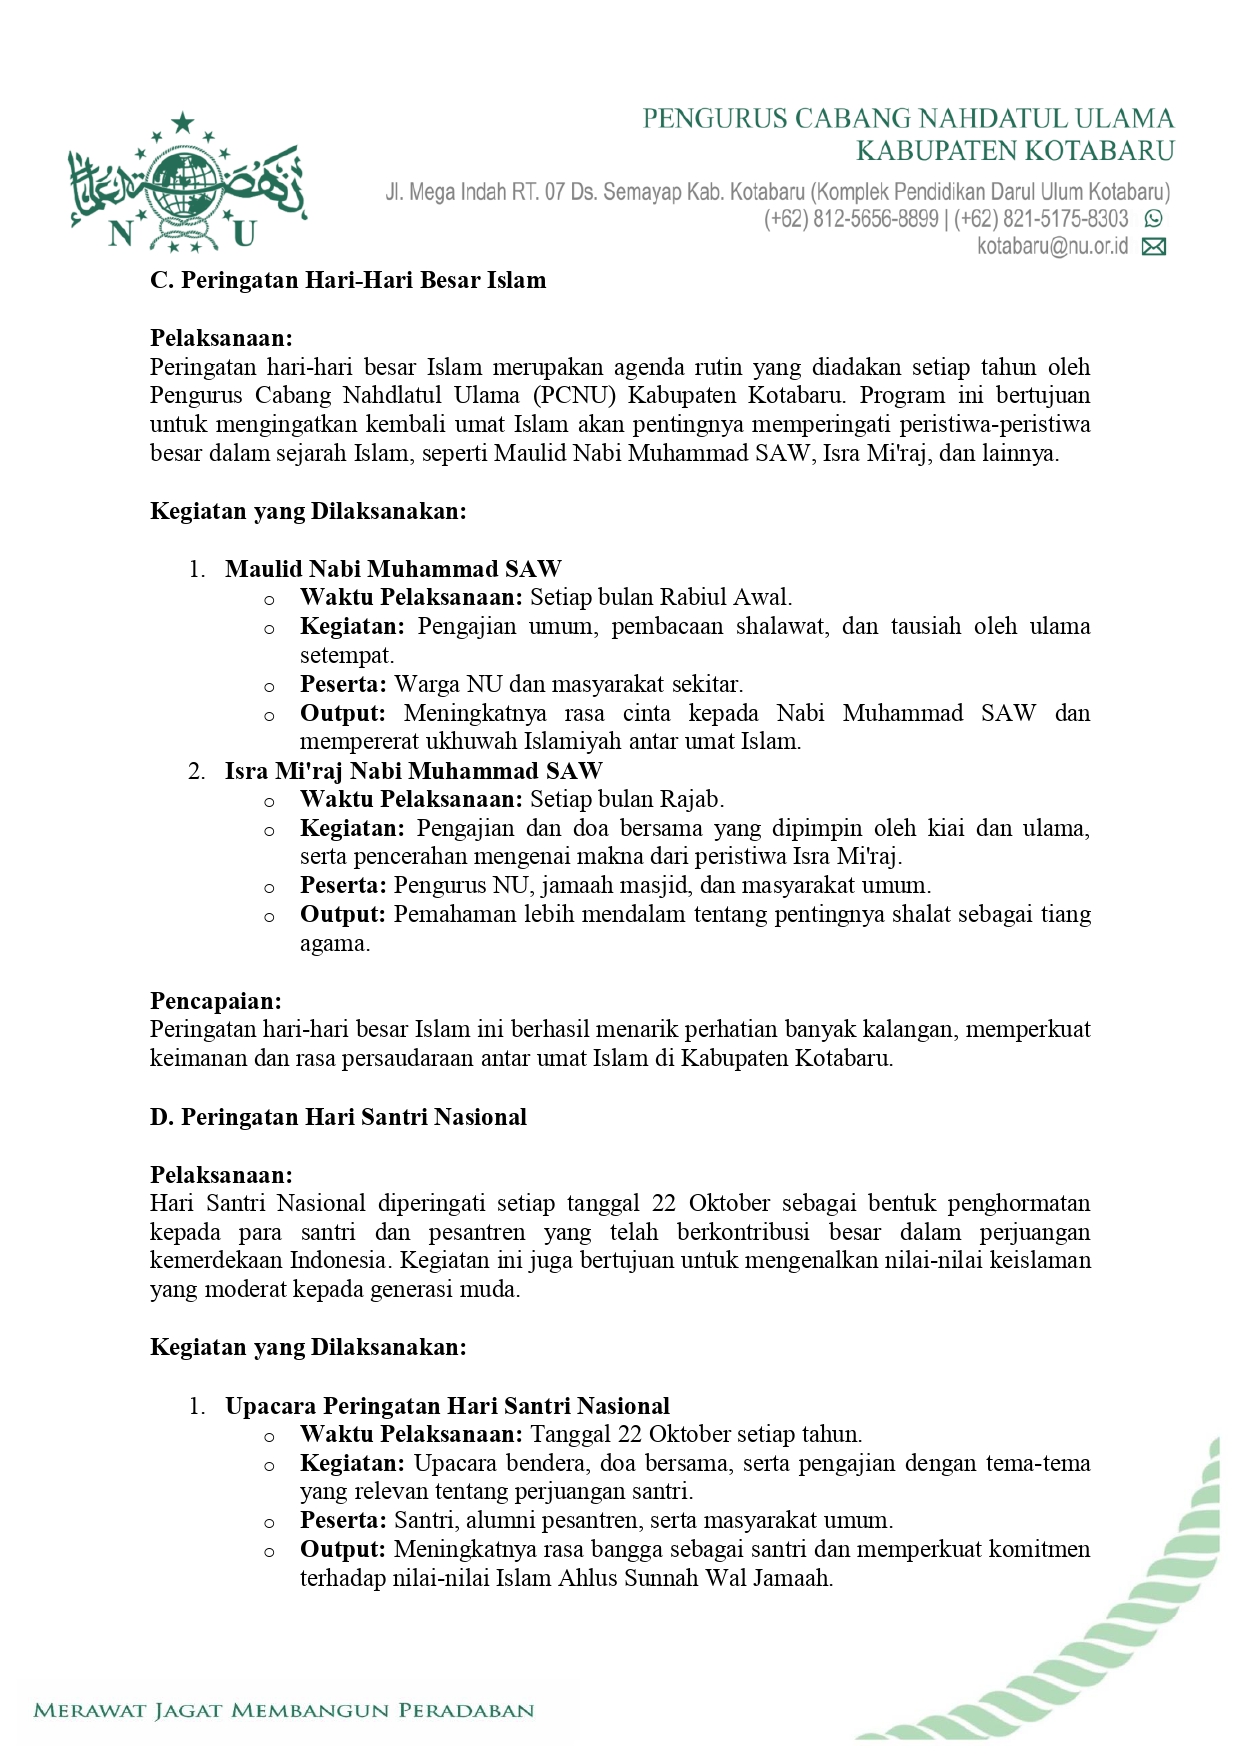 PENGURUS CABANG NAHDATUL ULAMA
KABUPATEN KOTABARU
Jl. Mega Indah RT. 07 Ds. Semayap Kab. Kotabaru (Komplek Pendidikan Darul Ulum Kotabaru)
(+62) 812-5656-8899 | (+62) 821-5175-8303
kotabaru@nu.or.id
نهضة العلماء
N U
C. Peringatan Hari-Hari Besar Islam
Pelaksanaan:
Peringatan hari-hari besar Islam merupakan agenda rutin yang diadakan setiap tahun oleh
Pengurus Cabang Nahdlatul Ulama (PCNU) Kabupaten Kotabaru. Program ini bertujuan
untuk mengingatkan kembali umat Islam akan pentingnya memperingati peristiwa-peristiwa
besar dalam sejarah Islam, seperti Maulid Nabi Muhammad SAW, Isra Mi'raj, dan lainnya.
Kegiatan yang Dilaksanakan:
1. Maulid Nabi Muhammad SAW
o Waktu Pelaksanaan: Setiap bulan Rabiul Awal.
o Kegiatan: Pengajian umum, pembacaan shalawat, dan tausiah oleh ulama
setempat.
o Peserta: Warga NU dan masyarakat sekitar.
o Output: Meningkatnya rasa cinta kepada Nabi Muhammad SAW dan
mempererat ukhuwah Islamiyah antar umat Islam.
2. Isra Mi'raj Nabi Muhammad SAW
o Waktu Pelaksanaan: Setiap bulan Rajab.
o Kegiatan: Pengajian dan doa bersama yang dipimpin oleh kiai dan ulama,
serta pencerahan mengenai makna dari peristiwa Isra Mi'raj.
o Peserta: Pengurus NU, jamaah masjid, dan masyarakat umum.
o Output: Pemahaman lebih mendalam tentang pentingnya shalat sebagai tiang
agama.
Pencapaian:
Peringatan hari-hari besar Islam ini berhasil menarik perhatian banyak kalangan, memperkuat
keimanan dan rasa persaudaraan antar umat Islam di Kabupaten Kotabaru.
D. Peringatan Hari Santri Nasional
Pelaksanaan:
Hari Santri Nasional diperingati setiap tanggal 22 Oktober sebagai bentuk penghormatan
kepada para santri dan pesantren yang telah berkontribusi besar dalam perjuangan
kemerdekaan Indonesia. Kegiatan ini juga bertujuan untuk mengenalkan nilai-nilai keislaman
yang moderat kepada generasi muda.
Kegiatan yang Dilaksanakan:
1. Upacara Peringatan Hari Santri Nasional
o Waktu Pelaksanaan: Tanggal 22 Oktober setiap tahun.
o Kegiatan: Upacara bendera, doa bersama, serta pengajian dengan tema-tema
yang relevan tentang perjuangan santri.
o Peserta: Santri, alumni pesantren, serta masyarakat umum.
o Output: Meningkatnya rasa bangga sebagai santri dan memperkuat komitmen
terhadap nilai-nilai Islam Ahlus Sunnah Wal Jamaah.
MERAWAT JAGAT MEMBANGUN PERADABAN